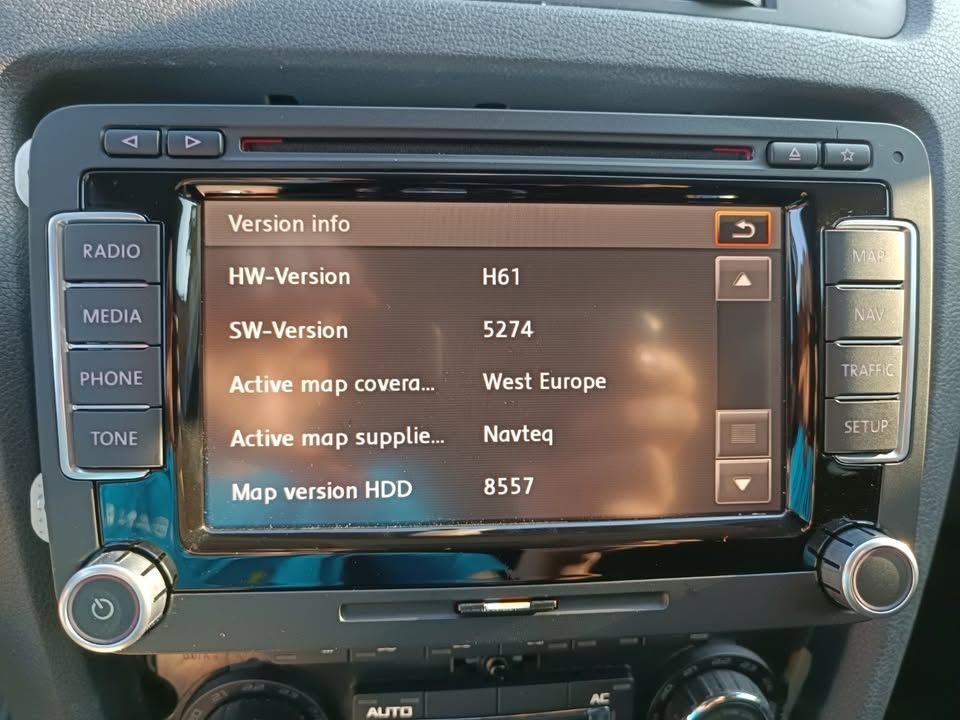 Version info
HW-Version H61
SW-Version 5274
Active map covera... West Europe
Active map supplie... Navteq
Map version HDD 8557
RADIO
MEDIA
PHONE
TONE
MAP
NAV
TRAFFIC
SETUP
AUTO
AC